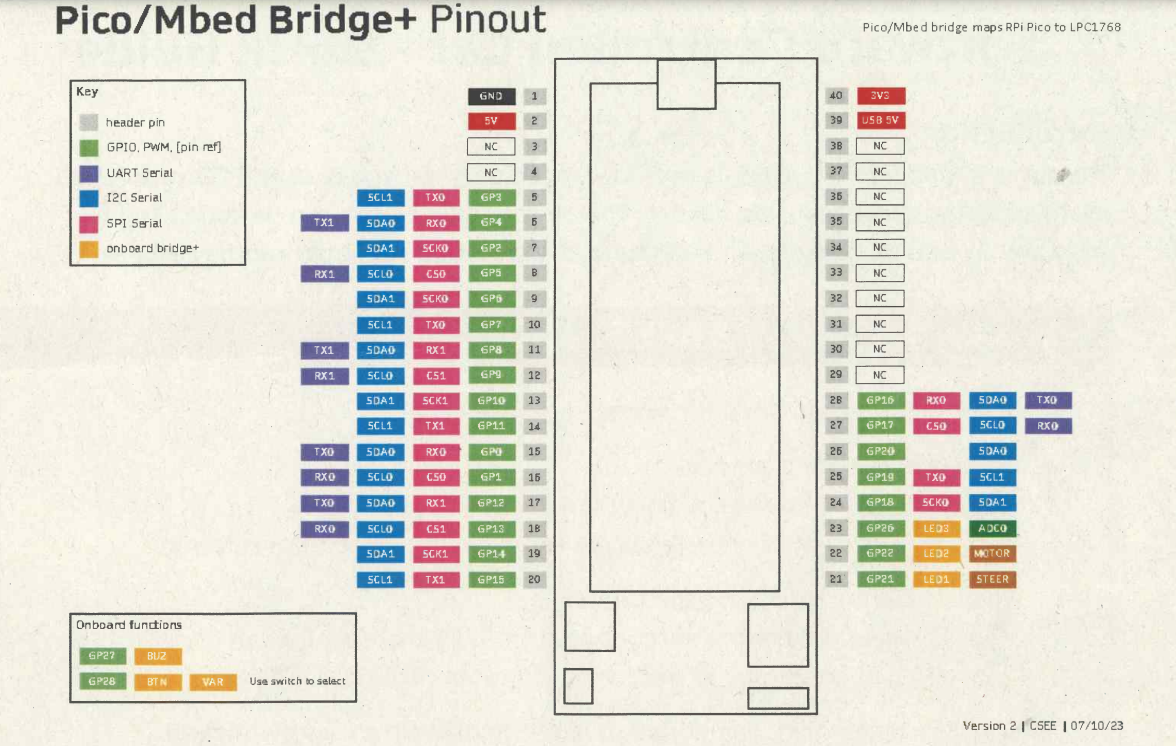 Pico/Mbed Bridge+ Pinout
Pico/Mbed bridge maps RPi Pico to LPC1768
Key
header pin
GPIO, PWM, [pin ref]
UART Serial
I2C Serial
SPI Serial
onboard bridge+
GND 1
5V 2
NC 3
NC 4
SCL1 TX0 GP3 5
TX1 SDA0 RX0 GP4 6
SDA1 SCK0 GP2 7
RX1 SCL0 CS0 GP5 8
SDA1 SCK0 GP6 9
SCL1 TX0 GP7 10
TX1 SDA0 RX1 GP8 11
RX1 SCL0 CS1 GP9 12
SDA1 SCK1 GP10 13
SCL1 TX1 GP11 14
TX0 SDA0 RX0 GP0 15
RX0 SCL0 CS0 GP1 16
TX0 SDA0 RX1 GP12 17
RX0 SCL0 CS1 GP13 18
SDA1 SCK1 GP14 19
SCL1 TX1 GP15 20
40 3V3
39 USB 5V
38 NC
37 NC
36 NC
35 NC
34 NC
33 NC
32 NC
31 NC
30 NC
29 NC
28 GP16 RX0 SDA0 TX0
27 GP17 CS0 SCL0 RX0
26 GP20 SDA0
25 GP19 TX0 SCL1
24 GP18 SCK0 SDA1
23 GP26 LED3 ADC0
22 GP22 LED2 MOTOR
21 GP21 LED1 STEER
Onboard functions
GP27 BUZ
GP28 BTN VAR Use switch to select
Version 2 | CSEE | 07/10/23